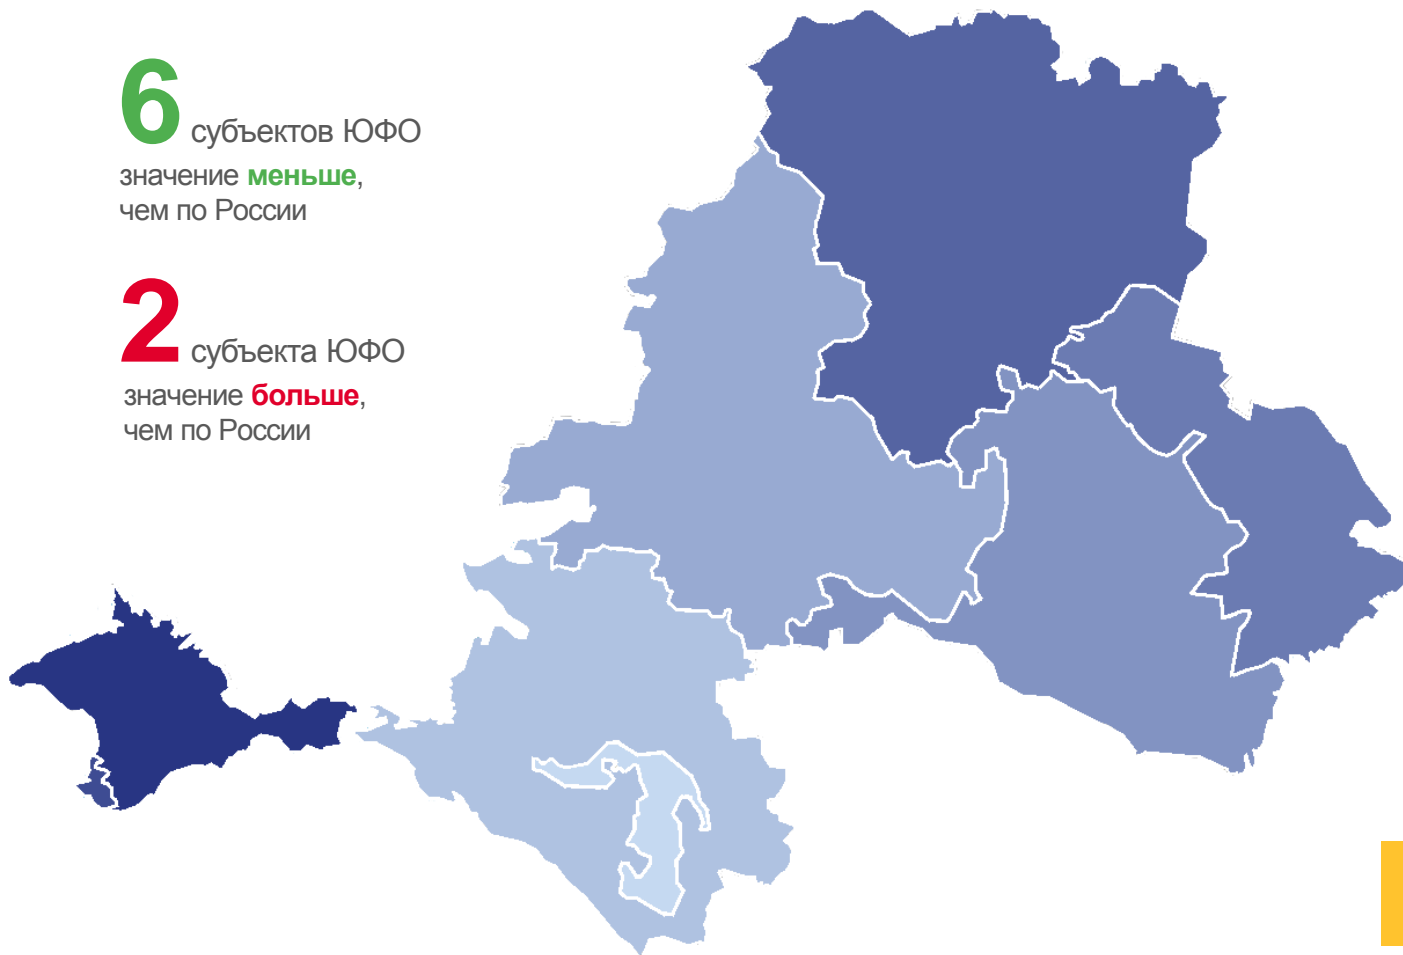 6 субъектов ЮФО
значение меньше,
чем по России
2 субъекта ЮФО
значение больше,
чем по России